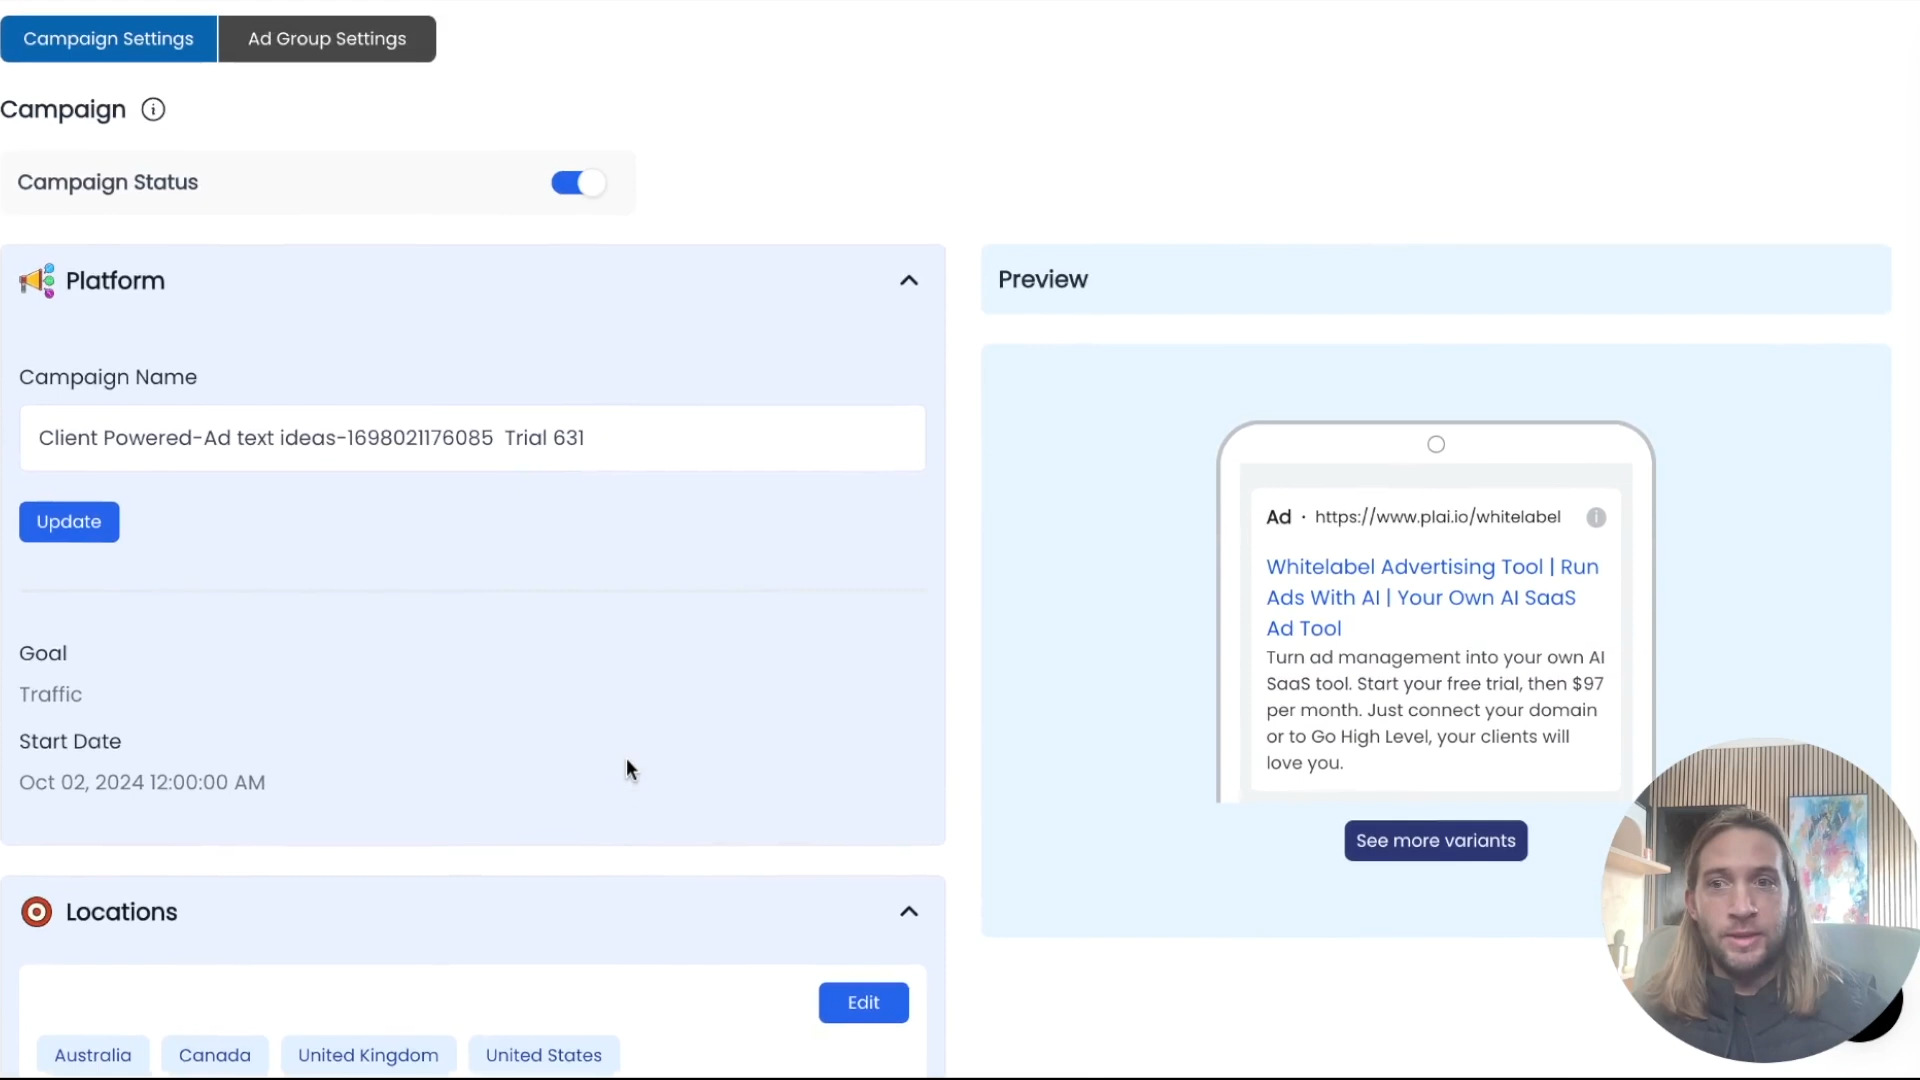 Campaign Settings
Ad Group Settings
Campaign
Campaign Status
Platform
Campaign Name
Client Powered-Ad text ideas-1698021176085  Trial 631
Update
Goal
Traffic
Start Date
Oct 02, 2024 12:00:00 AM
Locations
Edit
Australia
Canada
United Kingdom
United States
Preview
Ad · https://www.plai.io/whitelabel
Whitelabel Advertising Tool | Run
Ads With AI | Your Own AI SaaS
Ad Tool
Turn ad management into your own AI
SaaS tool. Start your free trial, then $97
per month. Just connect your domain
or to Go High Level, your clients will
love you.
See more variants